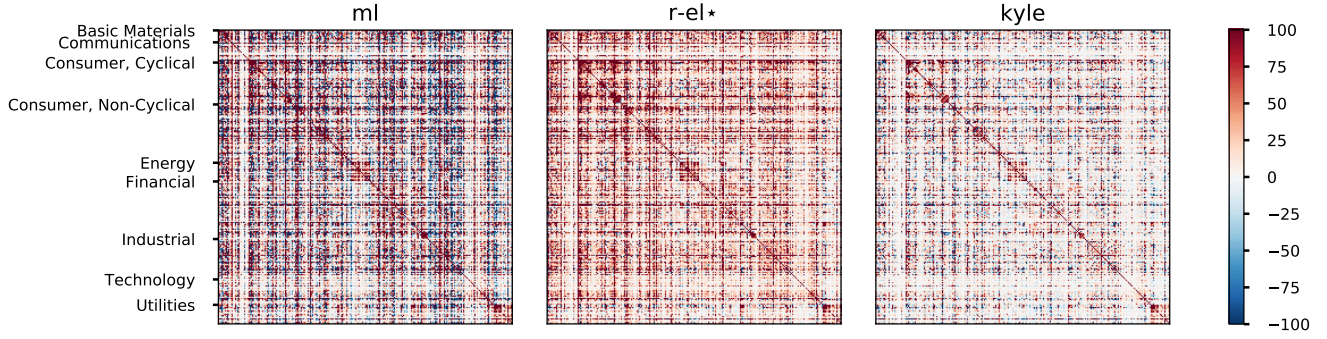 ml
r-el⋆
kyle
Basic Materials
Communications
Consumer, Cyclical
Consumer, Non-Cyclical
Energy
Financial
Industrial
Technology
Utilities
100
75
50
25
0
−25
−50
−75
−100